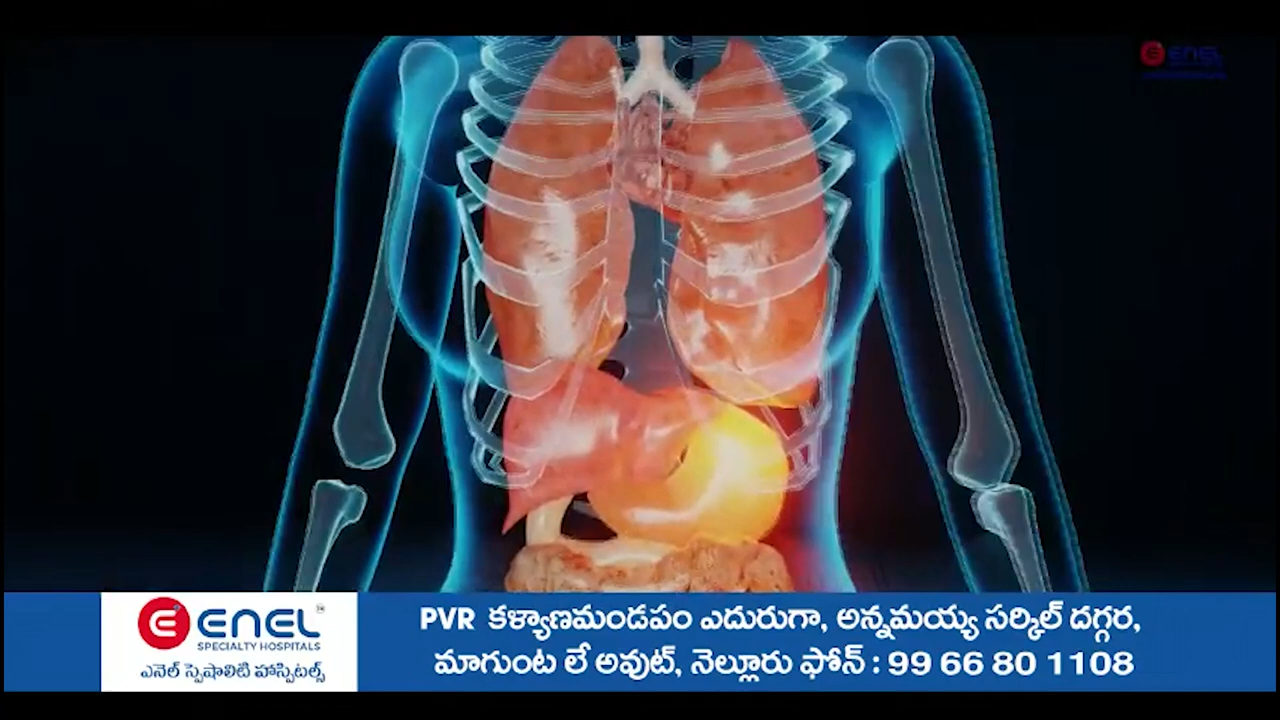 ENEL
ENEL
SPECIALTY HOSPITALS
ఎనెల్ స్పెషాలిటి హాస్పిటల్స్
PVR కళ్యాణమండపం ఎదురుగా, అన్నమయ్య సర్కిల్ దగ్గర,
మాగుంట లే అవుట్, నెల్లూరు ఫోన్ : 99 66 80 1108